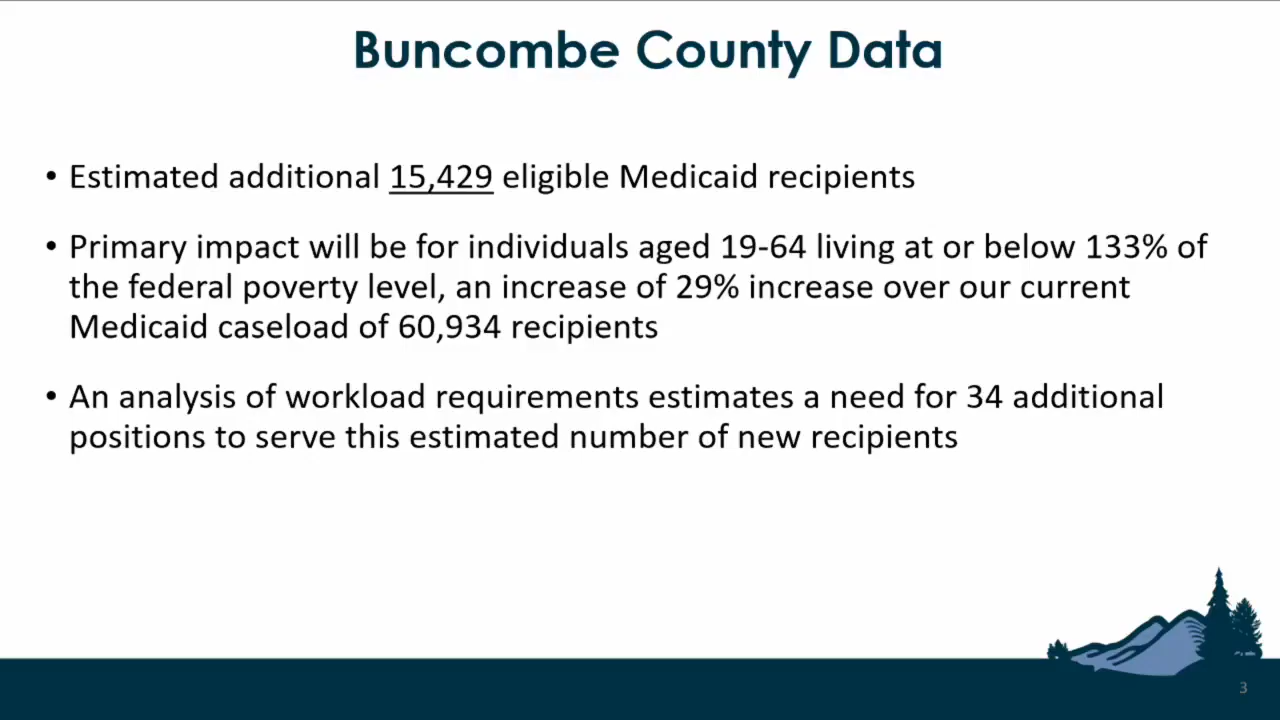 Buncombe County Data
• Estimated additional 15,429 eligible Medicaid recipients
• Primary impact will be for individuals aged 19-64 living at or below 133% of
the federal poverty level, an increase of 29% increase over our current
Medicaid caseload of 60,934 recipients
• An analysis of workload requirements estimates a need for 34 additional
positions to serve this estimated number of new recipients
3